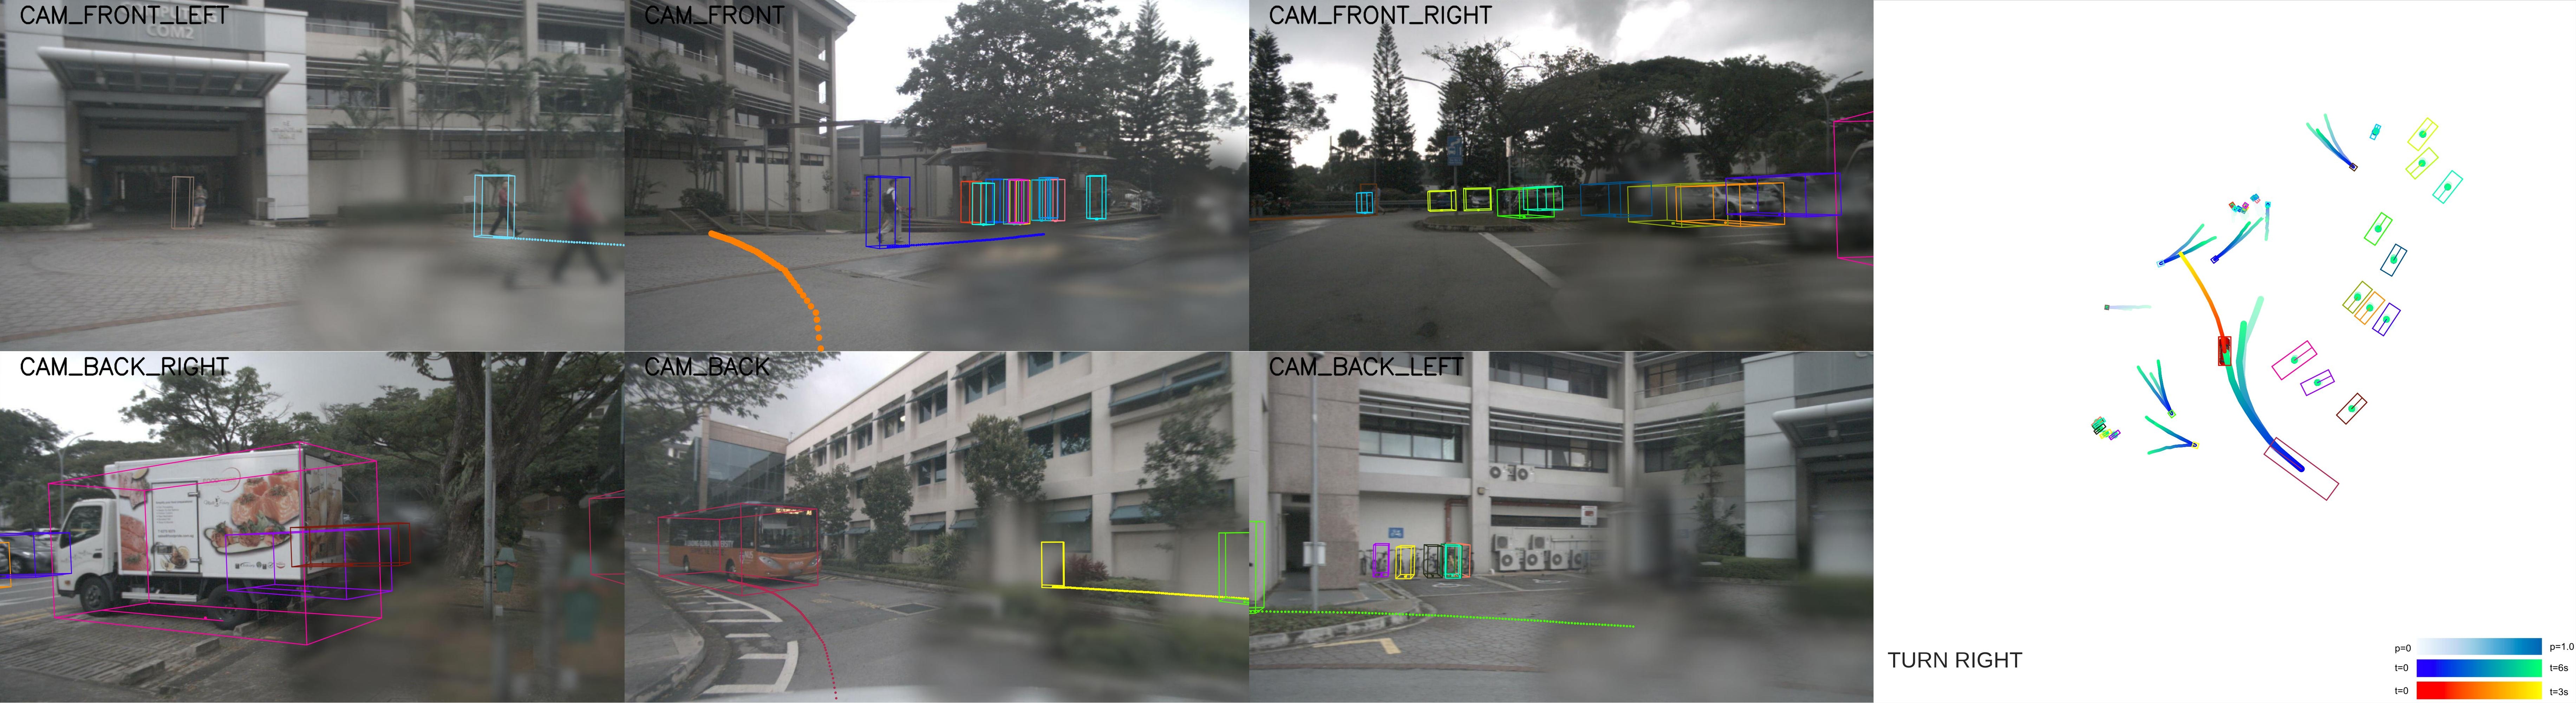 CAM_FRONT_LEFT
COM2
CAM_FRONT
CAM_FRONT_RIGHT
CAM_BACK_RIGHT
CAM_BACK
CAM_BACK_LEFT
TURN RIGHT
p=0
p=1.0
t=0
t=6s
t=0
t=3s